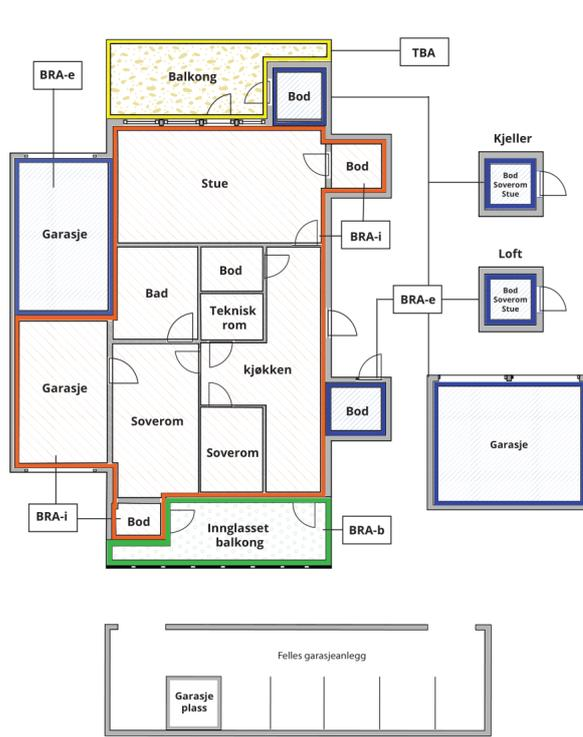 TBA
BRA-e
Balkong
Bod
Kjeller
Bod
Soverom
Stue
Stue
Bod
BRA-i
Garasje
Loft
Bod
Soverom
Stue
Bad
Bod
Teknisk
rom
BRA-e
kjøkken
Garasje
Soverom
Soverom
Bod
Garasje
BRA-i
Bod
Innglasset
balkong
BRA-b
Felles garasjeanlegg
Garasje
plass